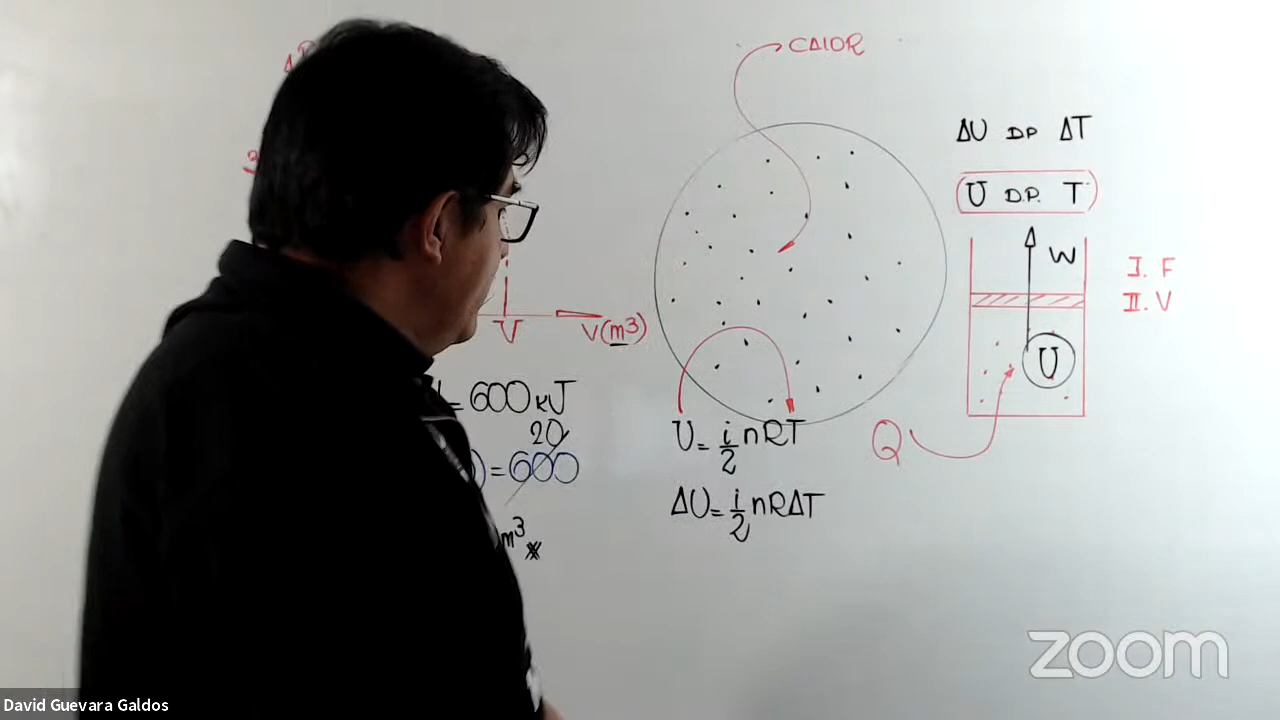 CALOR
ΔU DP ΔT
U D.P. T
W
I. F
II. V
V
V(m³)
U
= 600 kJ
20
) = 600
m³
U = i/2 nRT
Q
ΔU = i/2 nRΔT
zoom
David Guevara Galdos